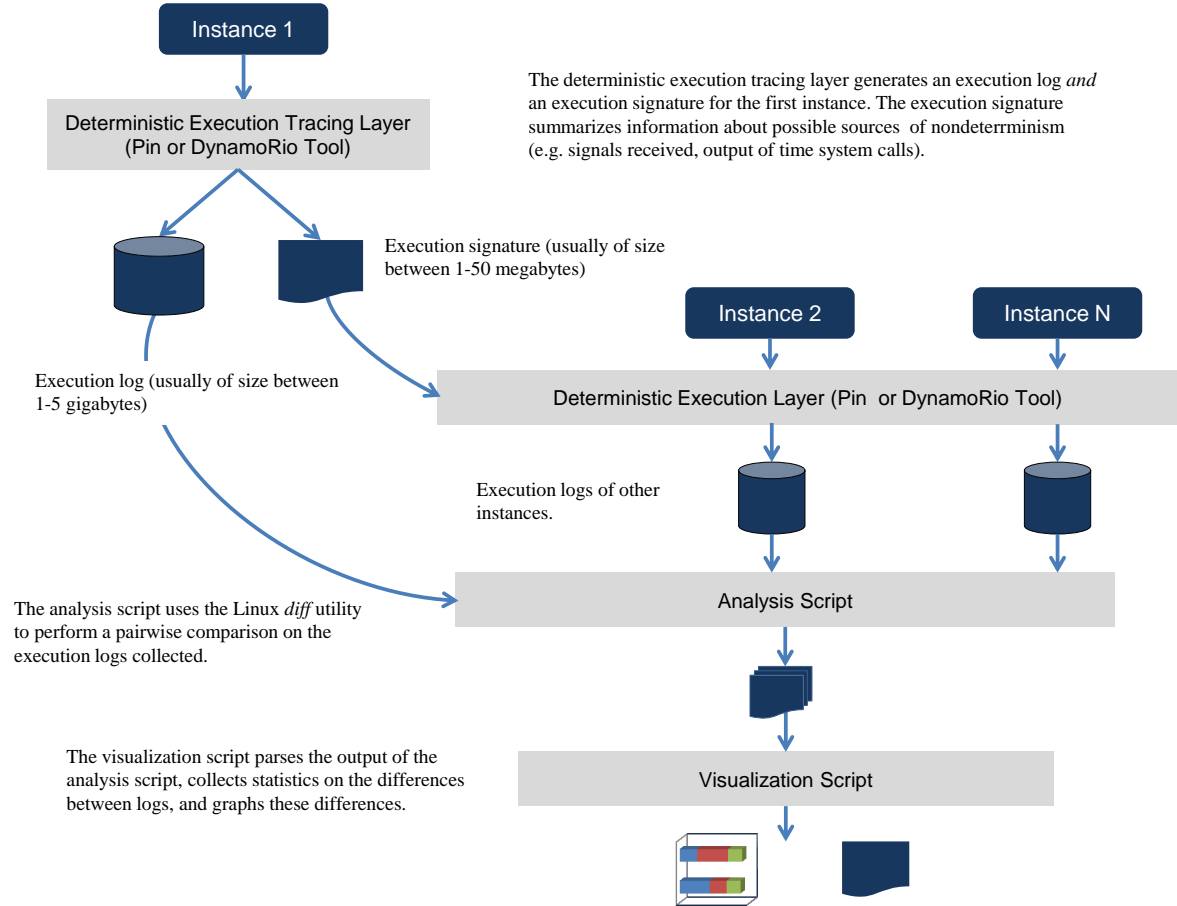 Instance 1
The deterministic execution tracing layer generates an execution log and
an execution signature for the first instance. The execution signature
summarizes information about possible sources of nondeterrminism
(e.g. signals received, output of time system calls).
Deterministic Execution Tracing Layer
(Pin or DynamoRio Tool)
Execution signature (usually of size
between 1-50 megabytes)
Instance 2
Instance N
Execution log (usually of size between
1-5 gigabytes)
Deterministic Execution Layer (Pin or DynamoRio Tool)
Execution logs of other
instances.
Analysis Script
The analysis script uses the Linux diff utility
to perform a pairwise comparison on the
execution logs collected.
The visualization script parses the output of the
analysis script, collects statistics on the differences
between logs, and graphs these differences.
Visualization Script